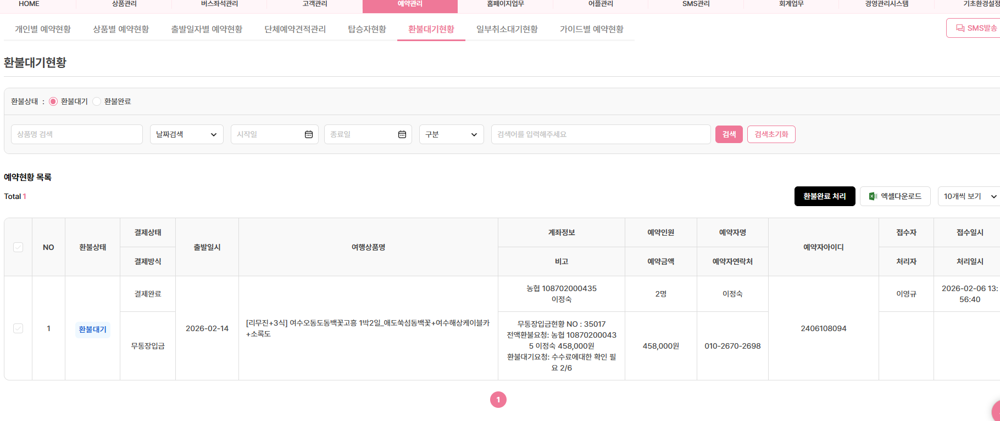 HOME 상품관리 버스좌석관리 고객관리 예약관리 홈페이지업무 어플관리 SMS관리 회계업무 경영관리시스템 기초환경설정
개인별 예약현황 상품별 예약현황 출발일자별 예약현황 단체예약견적관리 탑승자현황 환불대기현황 일부취소대기현황 가이드별 예약현황 SMS발송
환불대기현황
환불상태 : 환불대기 환불완료
상품명 검색 날짜검색 시작일 종료일 구분 검색어를 입력해주세요 검색 검색초기화
예약현황 목록
Total 1
환불완료 처리 엑셀다운로드 10개씩 보기
NO 환불상태 결제상태 출발일시 여행상품명 계좌정보 예약인원 예약자명 예약자아이디 접수자 접수일시
결제방식 비고 예약금액 예약자연락처 처리자 처리일시
1 환불대기 결제완료 2026-02-14
[리무진+3식] 여수오동도동백꽃고흥 1박2일_애도쑥섬동백꽃+여수해상케이블카
+소록도
농협 108702000435
이정숙
2명 이정숙 2406108094 이영규
2026-02-06 13:
56:40
무통장입금
무통장입금현황 NO : 35017
전액환불요청: 농협 10870200043
5 이정숙 458,000원
환불대기요청: 수수료에대한 확인 필
요 2/6
458,000원 010-2670-2698
1